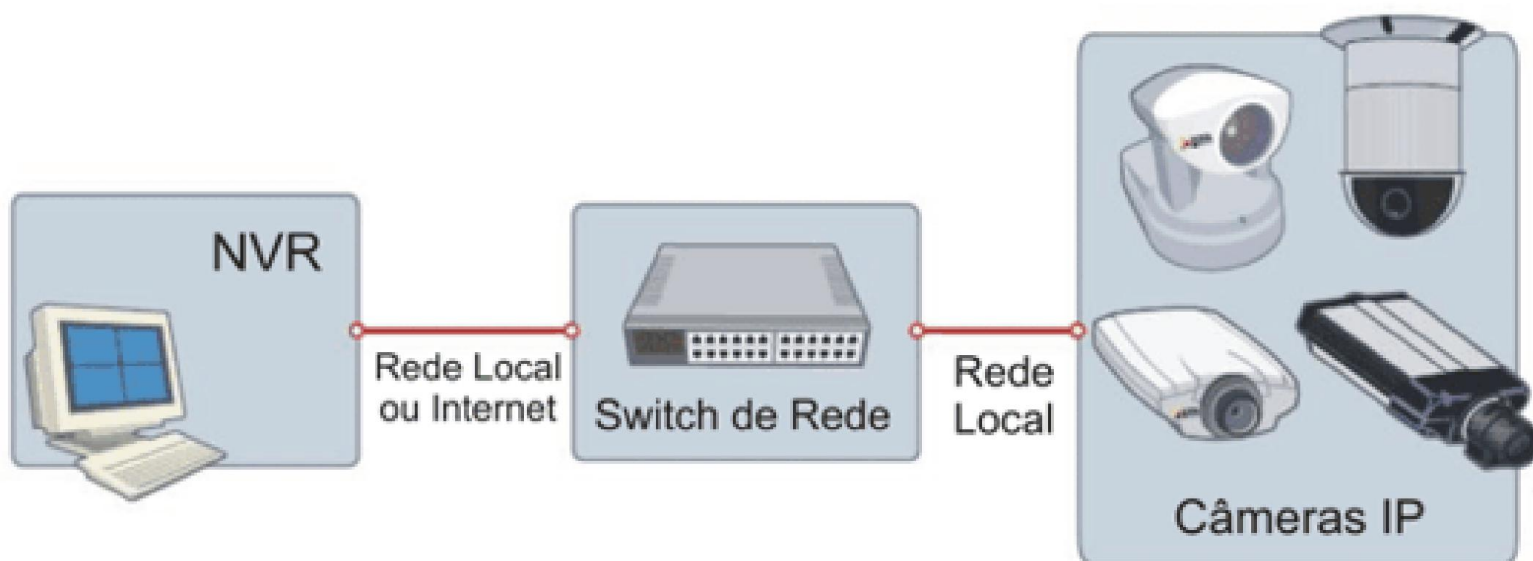 NVR
Rede Local
ou Internet
Switch de Rede
Rede
Local
Câmeras IP